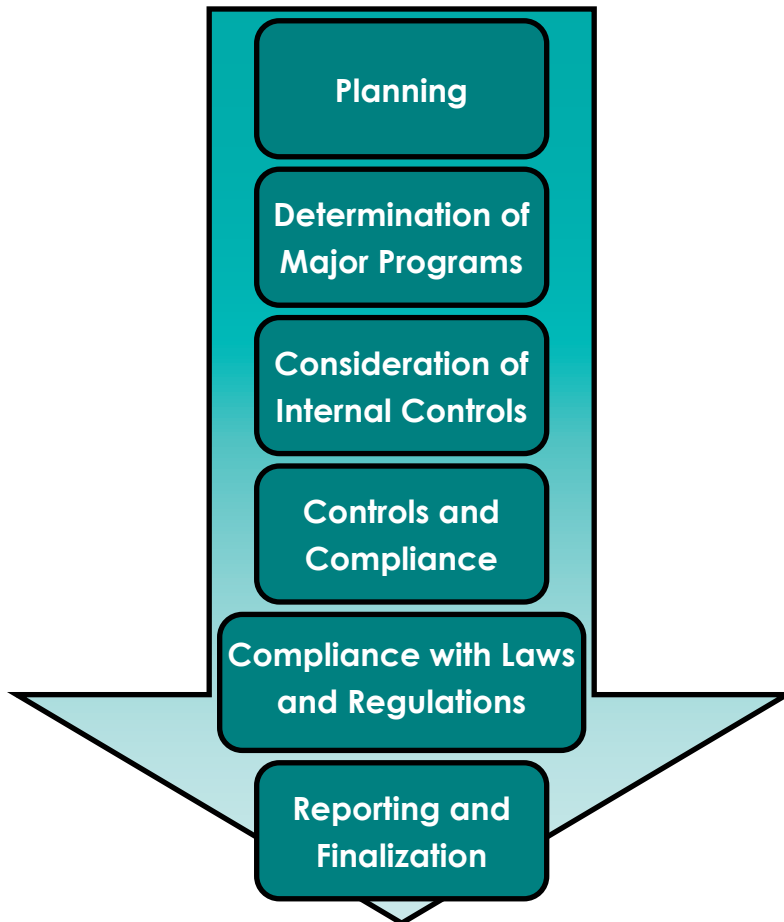 Planning
Determination of
Major Programs
Consideration of
Internal Controls
Controls and
Compliance
Compliance with Laws
and Regulations
Reporting and
Finalization